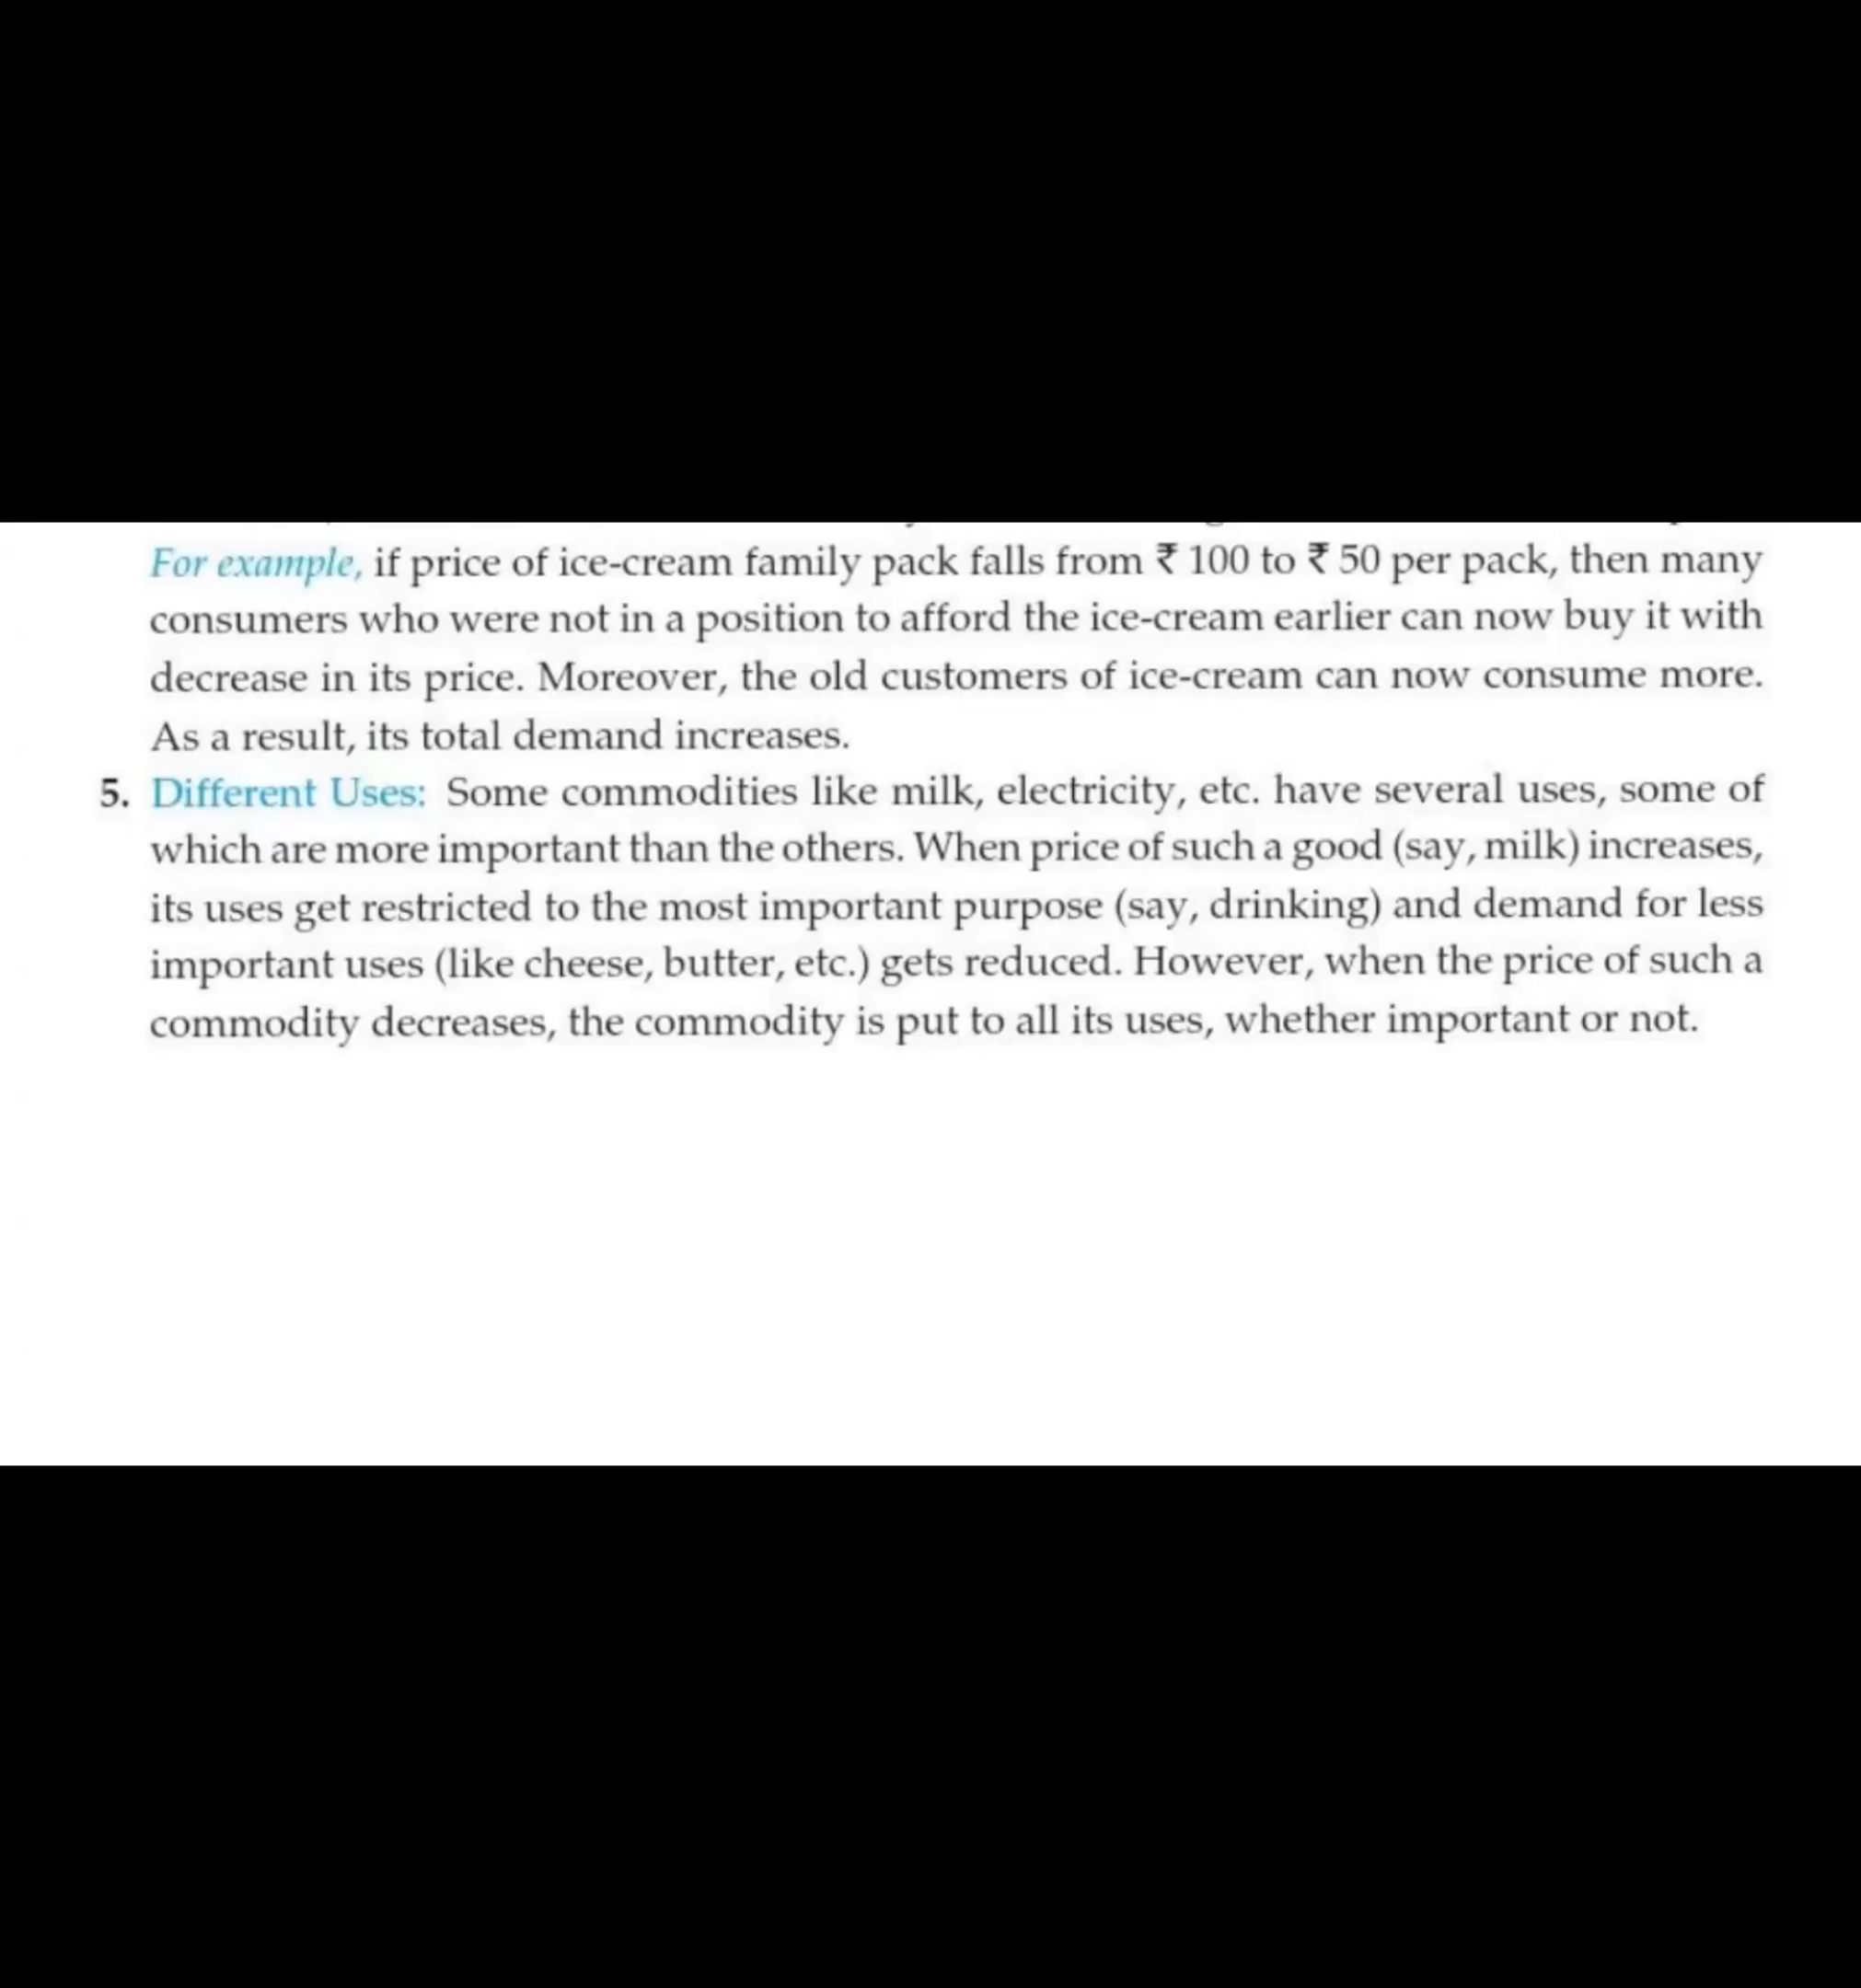 For example, if price of ice-cream family pack falls from ₹ 100 to ₹ 50 per pack, then many
consumers who were not in a position to afford the ice-cream earlier can now buy it with
decrease in its price. Moreover, the old customers of ice-cream can now consume more.
As a result, its total demand increases.
5. Different Uses: Some commodities like milk, electricity, etc. have several uses, some of
which are more important than the others. When price of such a good (say, milk) increases,
its uses get restricted to the most important purpose (say, drinking) and demand for less
important uses (like cheese, butter, etc.) gets reduced. However, when the price of such a
commodity decreases, the commodity is put to all its uses, whether important or not.